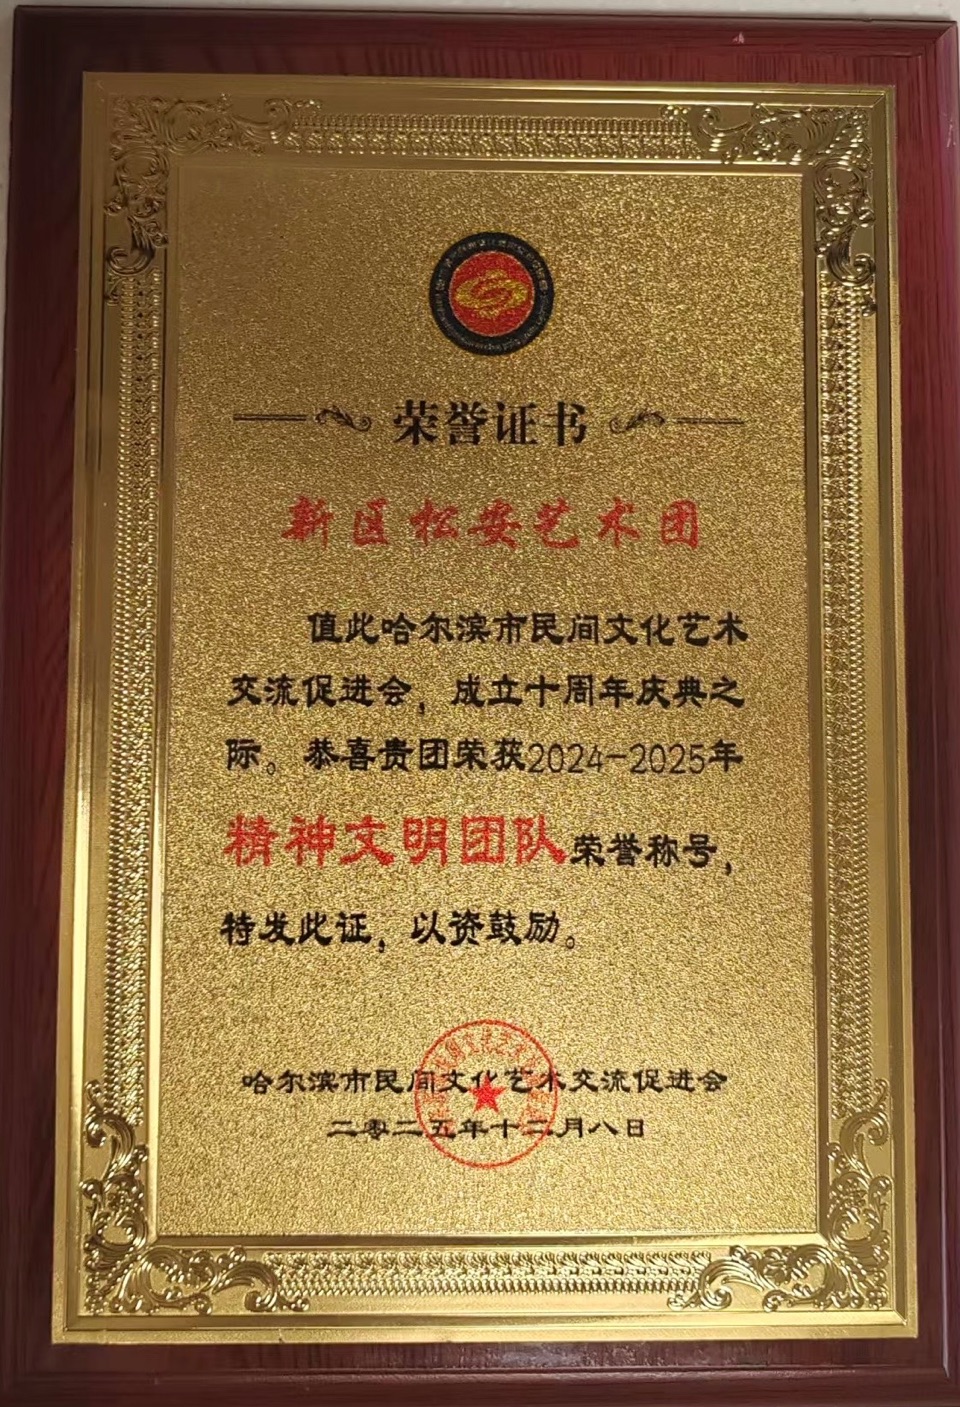 荣誉证书
新区松安艺术团
值此哈尔滨市民间文化艺术
交流促进会，成立十周年庆典之
际。恭喜贵团荣获2024-2025年
精神文明团队荣誉称号，
特发此证，以资鼓励。
哈尔滨市民间文化艺术交流促进会
二零二五年十二月八日